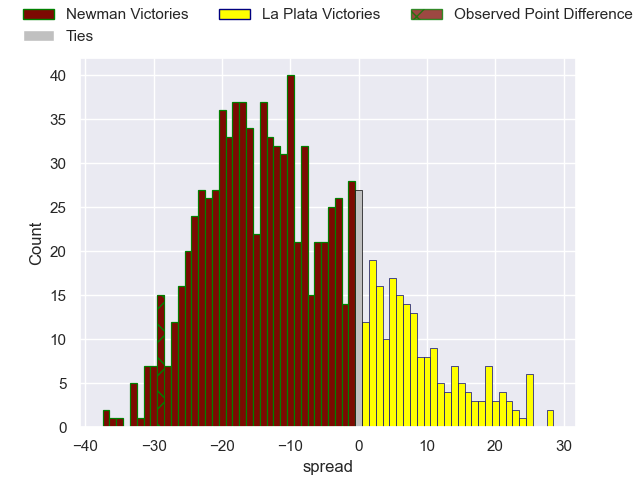 Newman Victories
La Plata Victories
Observed Point Difference
Ties
40
35
30
25
20
15
10
5
0
Count
−40 −30 −20 −10 0 10 20 30
spread